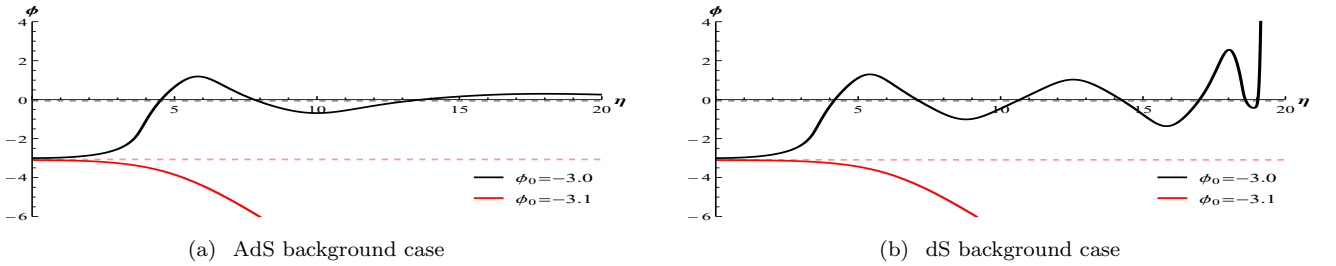 ϕ
4
2
0
−2
−4
−6
5
10
15
20
η
ϕ₀=−3.0
ϕ₀=−3.1
(a) AdS background case
ϕ
4
2
0
−2
−4
−6
5
10
15
20
η
ϕ₀=−3.0
ϕ₀=−3.1
(b) dS background case